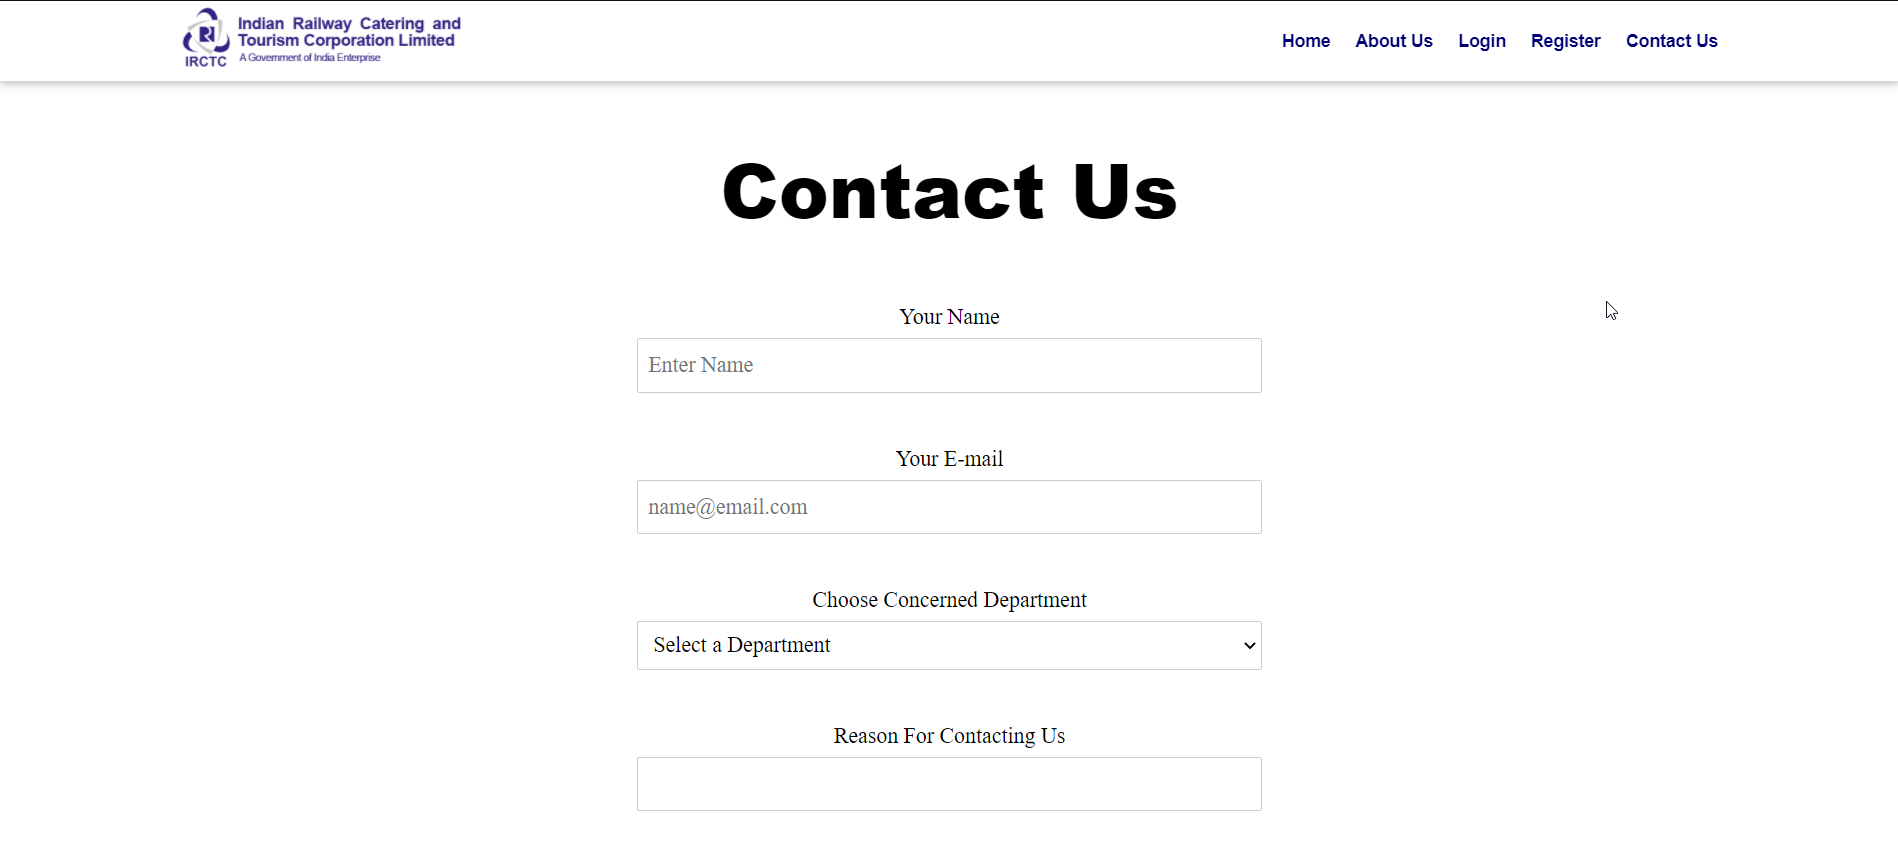 Indian Railway Catering and
Tourism Corporation Limited
A Government of India Enterprise
IRCTC
Home About Us Login Register Contact Us
Contact Us
Your Name
Enter Name
Your E-mail
name@email.com
Choose Concerned Department
Select a Department
Reason For Contacting Us